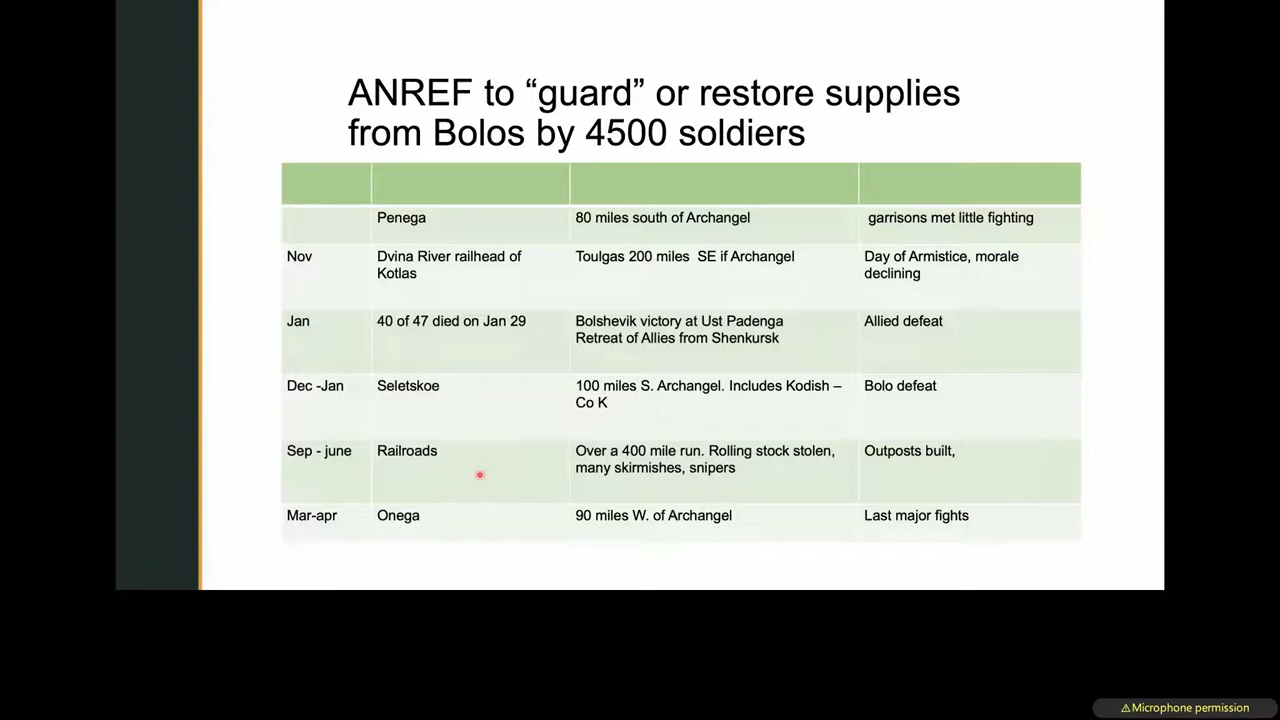 ANREF to “guard” or restore supplies
from Bolos by 4500 soldiers
Penega
80 miles south of Archangel
garrisons met little fighting
Nov
Dvina River railhead of
Kotlas
Toulgas 200 miles  SE if Archangel
Day of Armistice, morale
declining
Jan
40 of 47 died on Jan 29
Bolshevik victory at Ust Padenga
Retreat of Allies from Shenkursk
Allied defeat
Dec -Jan
Seletskoe
100 miles S. Archangel. Includes Kodish –
Co K
Bolo defeat
Sep - june
Railroads
Over a 400 mile run. Rolling stock stolen,
many skirmishes, snipers
Outposts built,
Mar-apr
Onega
90 miles W. of Archangel
Last major fights
⚠Microphone permission